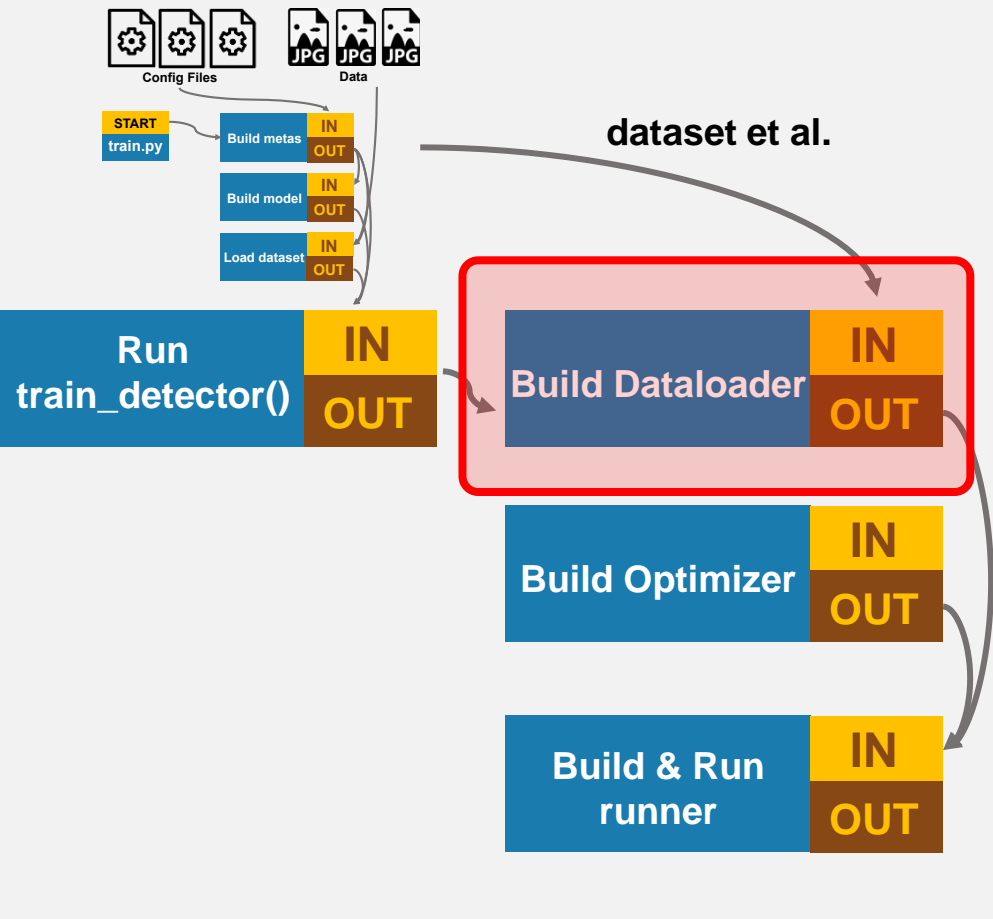 JPG JPG JPG
Config Files
Data
START
train.py
Build metas
IN
OUT
Build model
IN
OUT
Load dataset
IN
OUT
dataset et al.
Run
train_detector()
IN
OUT
Build Dataloader
IN
OUT
Build Optimizer
IN
OUT
Build & Run
runner
IN
OUT